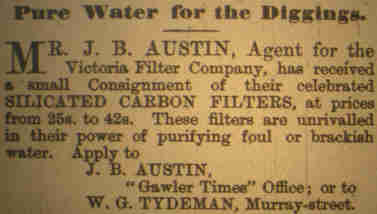 Pure Water for the Diggings.
MR. J. B. AUSTIN, Agent for the
Victoria Filter Company, has received
a small Consignment of their celebrated
SILICATED CARBON FILTERS, at prices
from 25s. to 42s. These filters are unrivalled
in their power of purifying foul or brackish
water. Apply to
J. B. AUSTIN,
"Gawler Times" Office; or to
W. G. TYDEMAN, Murray-street.